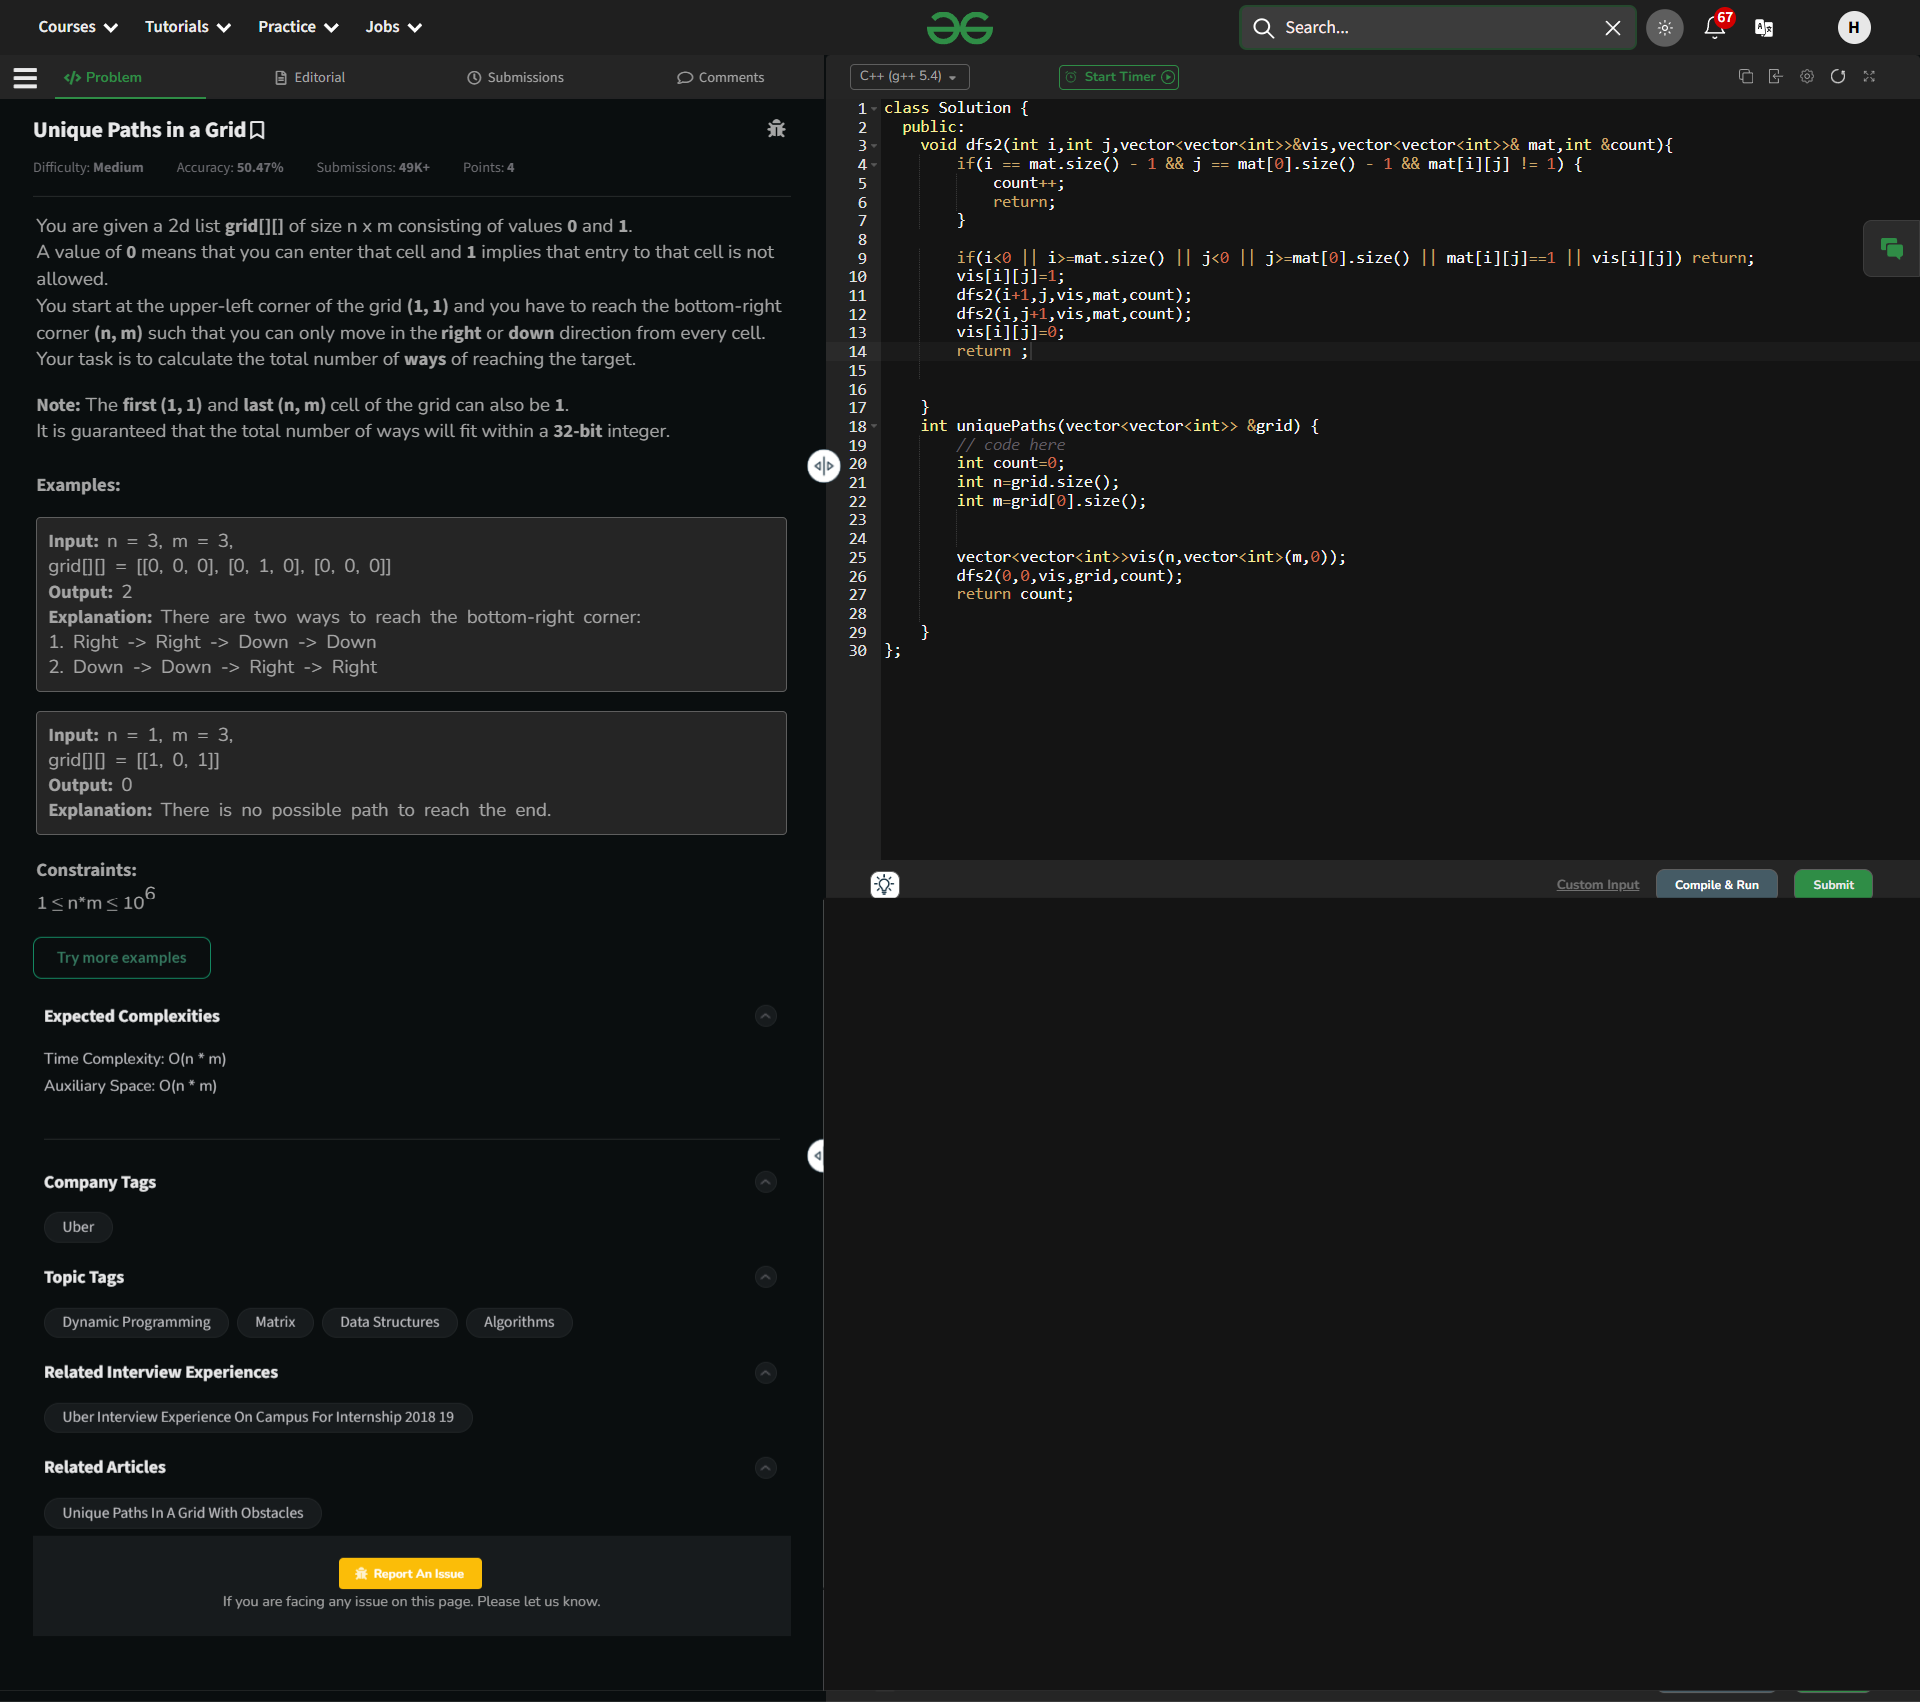 Courses Tutorials Practice Jobs Search... 67 H
Problem Editorial Submissions Comments
Unique Paths in a Grid
Difficulty: Medium Accuracy: 50.47% Submissions: 49K+ Points: 4
You are given a 2d list grid[][] of size n x m consisting of values 0 and 1.
A value of 0 means that you can enter that cell and 1 implies that entry to that cell is not
allowed.
You start at the upper-left corner of the grid (1, 1) and you have to reach the bottom-right
corner (n, m) such that you can only move in the right or down direction from every cell.
Your task is to calculate the total number of ways of reaching the target.
Note: The first (1, 1) and last (n, m) cell of the grid can also be 1.
It is guaranteed that the total number of ways will fit within a 32-bit integer.
Examples:
Input: n = 3, m = 3,
grid[][] = [[0, 0, 0], [0, 1, 0], [0, 0, 0]]
Output: 2
Explanation: There are two ways to reach the bottom-right corner:
1. Right -> Right -> Down -> Down
2. Down -> Down -> Right -> Right
Input: n = 1, m = 3,
grid[][] = [[1, 0, 1]]
Output: 0
Explanation: There is no possible path to reach the end.
Constraints:
1 ≤ n*m ≤ 10^6
Try more examples
Expected Complexities
Time Complexity: O(n * m)
Auxiliary Space: O(n * m)
Company Tags
Uber
Topic Tags
Dynamic Programming Matrix Data Structures Algorithms
Related Interview Experiences
Uber Interview Experience On Campus For Internship 2018 19
Related Articles
Unique Paths In A Grid With Obstacles
Report An Issue
If you are facing any issue on this page. Please let us know.
C++ (g++ 5.4) Start Timer
1 class Solution {
2 public:
3 void dfs2(int i,int j,vector<vector<int>>&vis,vector<vector<int>>& mat,int &count){
4 if(i == mat.size() - 1 && j == mat[0].size() - 1 && mat[i][j] != 1) {
5 count++;
6 return;
7 }
8
9 if(i<0 || i>=mat.size() || j<0 || j>=mat[0].size() || mat[i][j]==1 || vis[i][j]) return;
10 vis[i][j]=1;
11 dfs2(i+1,j,vis,mat,count);
12 dfs2(i,j+1,vis,mat,count);
13 vis[i][j]=0;
14 return ;
15
16
17 }
18 int uniquePaths(vector<vector<int>> &grid) {
19 // code here
20 int count=0;
21 int n=grid.size();
22 int m=grid[0].size();
23
24
25 vector<vector<int>>vis(n,vector<int>(m,0));
26 dfs2(0,0,vis,grid,count);
27 return count;
28
29 }
30 };
Custom Input Compile & Run Submit